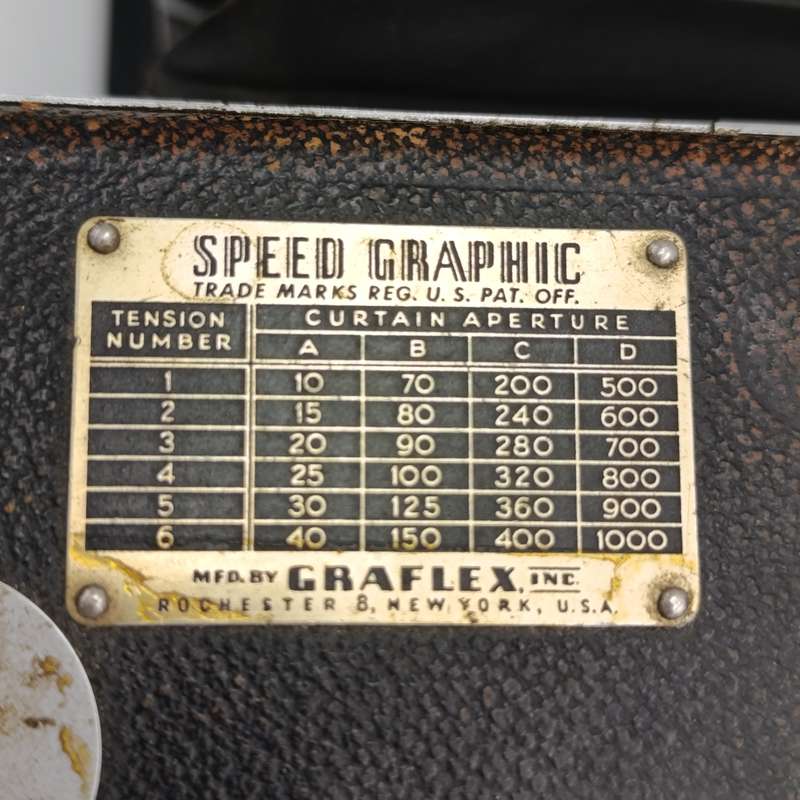 SPEED GRAPHIC
TRADE MARKS REG. U. S. PAT. OFF.
TENSION NUMBER CURTAIN APERTURE
A B C D
1 10 70 200 500
2 15 80 240 600
3 20 90 280 700
4 25 100 320 800
5 30 125 360 900
6 40 150 400 1000
MFD. BY GRAFLEX, INC.
ROCHESTER 8, NEW YORK, U.S.A.